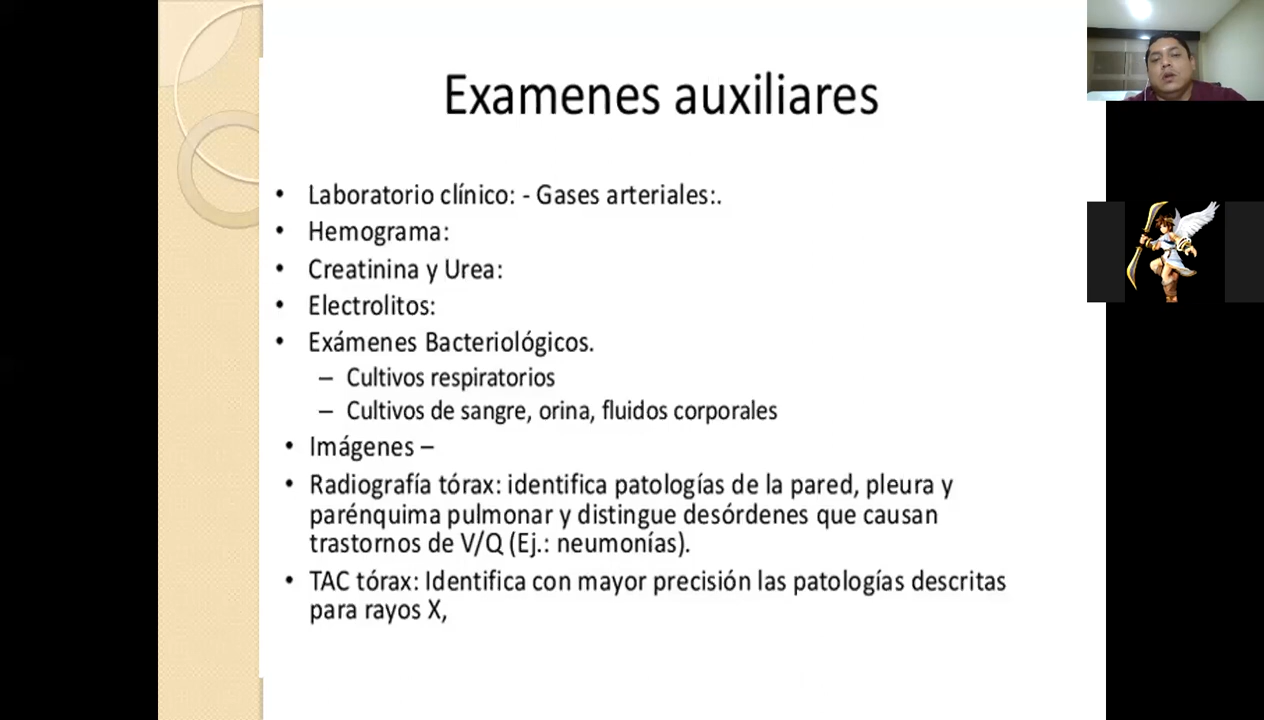 Examenes auxiliares
• Laboratorio clínico: - Gases arteriales:.
• Hemograma:
• Creatinina y Urea:
• Electrolitos:
• Exámenes Bacteriológicos.
– Cultivos respiratorios
– Cultivos de sangre, orina, fluidos corporales
• Imágenes –
• Radiografía tórax: identifica patologías de la pared, pleura y
parénquima pulmonar y distingue desórdenes que causan
trastornos de V/Q (Ej.: neumonías).
• TAC tórax: Identifica con mayor precisión las patologías descritas
para rayos X,